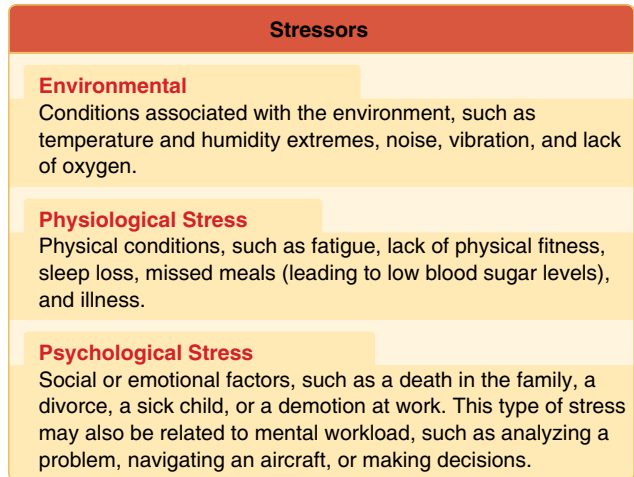 Stressors
Environmental
Conditions associated with the environment, such as
temperature and humidity extremes, noise, vibration, and lack
of oxygen.
Physiological Stress
Physical conditions, such as fatigue, lack of physical fitness,
sleep loss, missed meals (leading to low blood sugar levels),
and illness.
Psychological Stress
Social or emotional factors, such as a death in the family, a
divorce, a sick child, or a demotion at work. This type of stress
may also be related to mental workload, such as analyzing a
problem, navigating an aircraft, or making decisions.